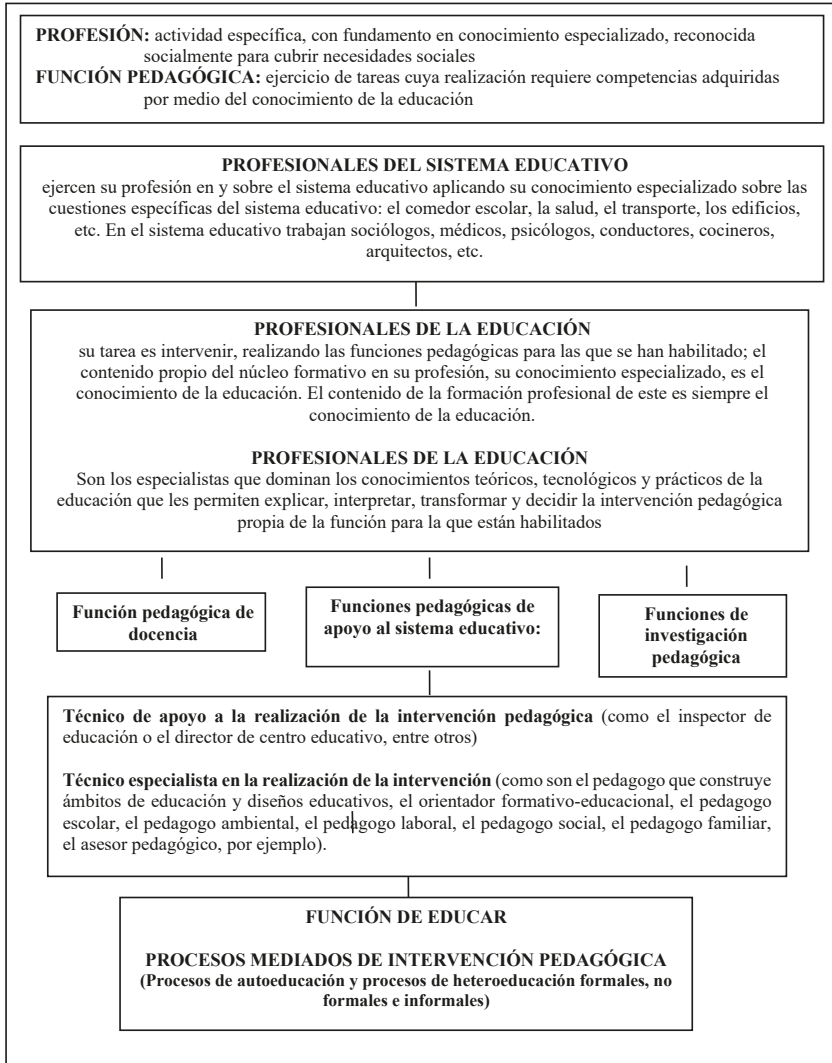 PROFESIÓN: actividad específica, con fundamento en conocimiento especializado, reconocida
socialmente para cubrir necesidades sociales
FUNCIÓN PEDAGÓGICA: ejercicio de tareas cuya realización requiere competencias adquiridas
por medio del conocimiento de la educación
PROFESIONALES DEL SISTEMA EDUCATIVO
ejercen su profesión en y sobre el sistema educativo aplicando su conocimiento especializado sobre las
cuestiones específicas del sistema educativo: el comedor escolar, la salud, el transporte, los edificios,
etc. En el sistema educativo trabajan sociólogos, médicos, psicólogos, conductores, cocineros,
arquitectos, etc.
PROFESIONALES DE LA EDUCACIÓN
su tarea es intervenir, realizando las funciones pedagógicas para las que se han habilitado; el
contenido propio del núcleo formativo en su profesión, su conocimiento especializado, es el
conocimiento de la educación. El contenido de la formación profesional de este es siempre el
conocimiento de la educación.
PROFESIONALES DE LA EDUCACIÓN
Son los especialistas que dominan los conocimientos teóricos, tecnológicos y prácticos de la
educación que les permiten explicar, interpretar, transformar y decidir la intervención pedagógica
propia de la función para la que están habilitados
Función pedagógica de
docencia
Funciones pedagógicas de
apoyo al sistema educativo:
Funciones de
investigación
pedagógica
Técnico de apoyo a la realización de la intervención pedagógica (como el inspector de
educación o el director de centro educativo, entre otros)
Técnico especialista en la realización de la intervención (como son el pedagogo que construye
ámbitos de educación y diseños educativos, el orientador formativo-educacional, el pedagogo
escolar, el pedagogo ambiental, el pedagogo laboral, el pedagogo social, el pedagogo familiar,
el asesor pedagógico, por ejemplo).
FUNCIÓN DE EDUCAR
PROCESOS MEDIADOS DE INTERVENCIÓN PEDAGÓGICA
(Procesos de autoeducación y procesos de heteroeducación formales, no
formales e informales)